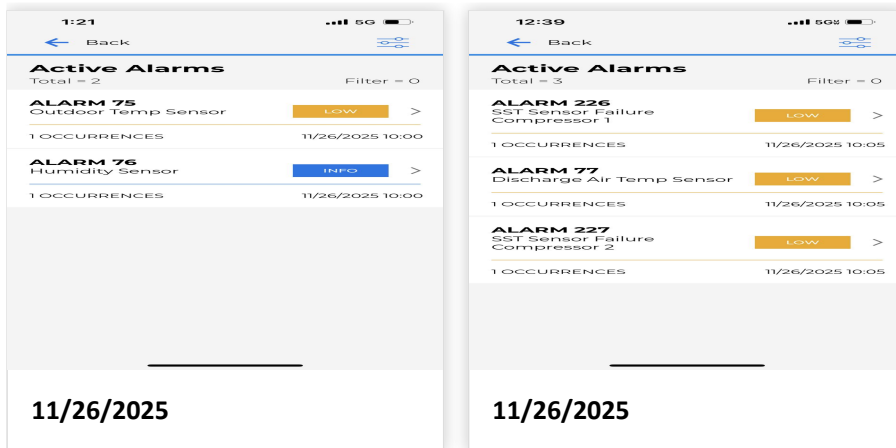 1:21
5G
Back
Active Alarms
Total = 2
Filter = 0
ALARM 75
Outdoor Temp Sensor
LOW
1 OCCURRENCES
11/26/2025 10:00
ALARM 76
Humidity Sensor
INFO
1 OCCURRENCES
11/26/2025 10:00
11/26/2025
12:39
5G
Back
Active Alarms
Total = 3
Filter = 0
ALARM 226
SST Sensor Failure
Compressor 1
LOW
1 OCCURRENCES
11/26/2025 10:05
ALARM 77
Discharge Air Temp Sensor
LOW
1 OCCURRENCES
11/26/2025 10:05
ALARM 227
SST Sensor Failure
Compressor 2
LOW
1 OCCURRENCES
11/26/2025 10:05
11/26/2025